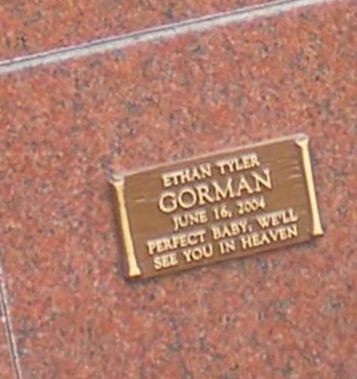 ETHAN TYLER
GORMAN
JUNE 16, 2004
PERFECT BABY, WE'LL
SEE YOU IN HEAVEN